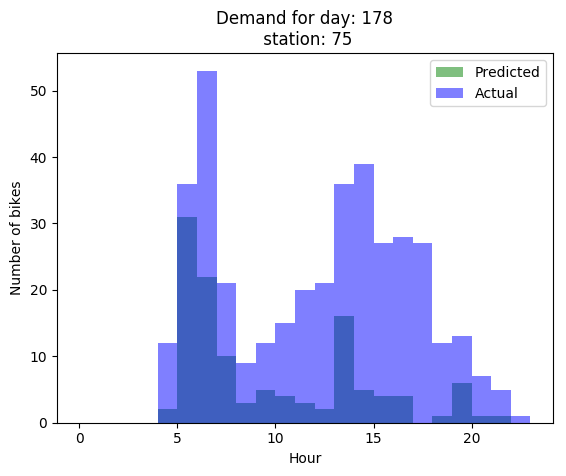 Demand for day: 178
station: 75
Predicted
Actual
Number of bikes
50
40
30
20
10
0
0 5 10 15 20
Hour